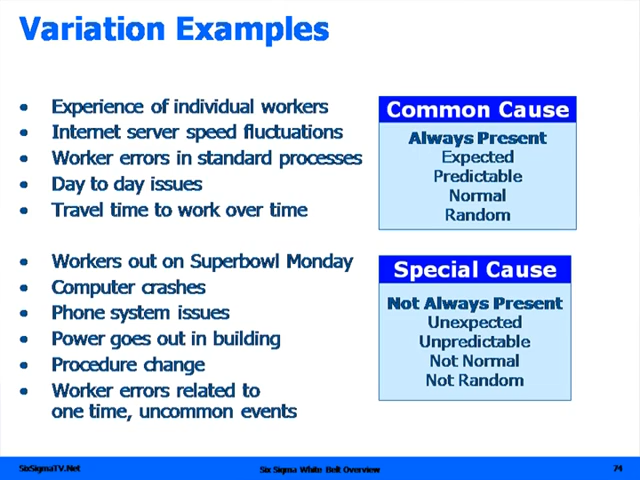 Variation Examples
• Experience of individual workers
• Internet server speed fluctuations
• Worker errors in standard processes
• Day to day issues
• Travel time to work over time
Common Cause
Always Present
Expected
Predictable
Normal
Random
• Workers out on Superbowl Monday
• Computer crashes
• Phone system issues
• Power goes out in building
• Procedure change
• Worker errors related to
one time, uncommon events
Special Cause
Not Always Present
Unexpected
Unpredictable
Not Normal
Not Random
SixSigmaTV.Net
Six Sigma White Belt Overview
74